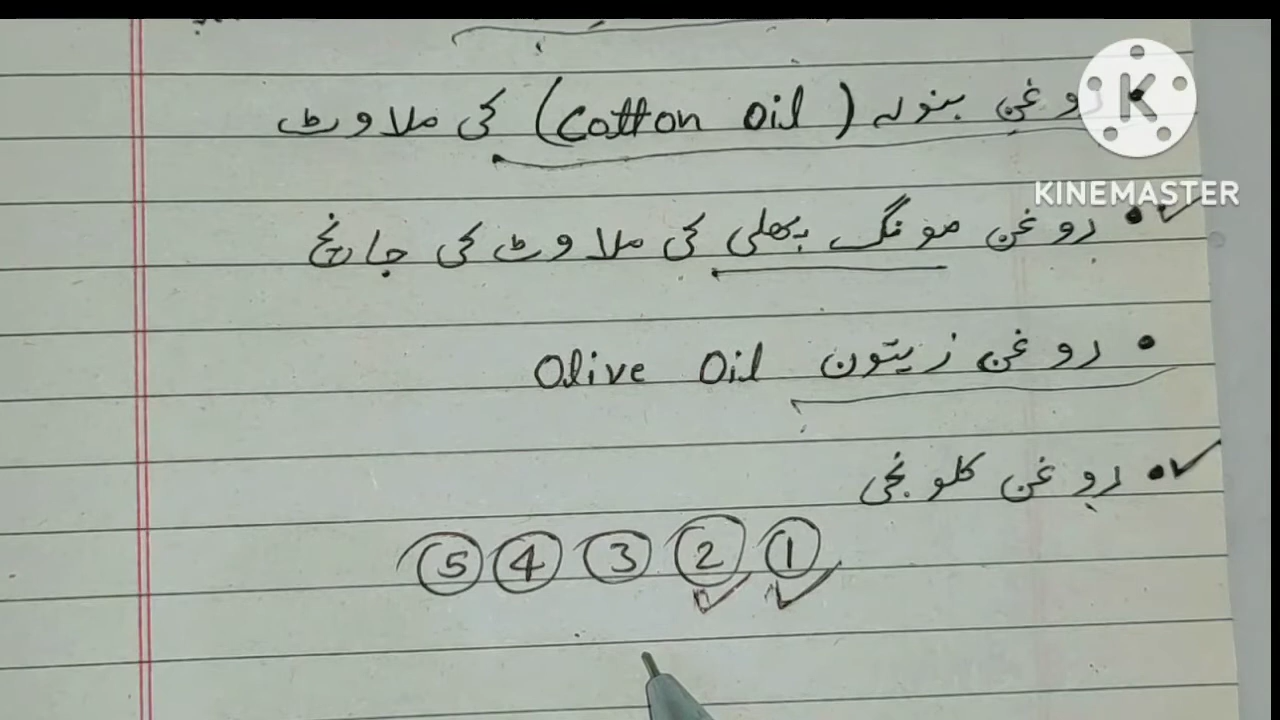 روغن بنولہ (Cotton Oil) کی ملاوٹ
KINEMASTER
روغن مونگ پھلی کی ملاوٹ کی جانچ
روغن زیتون Olive Oil
روغن کلونجی
① ② ③ ④ ⑤